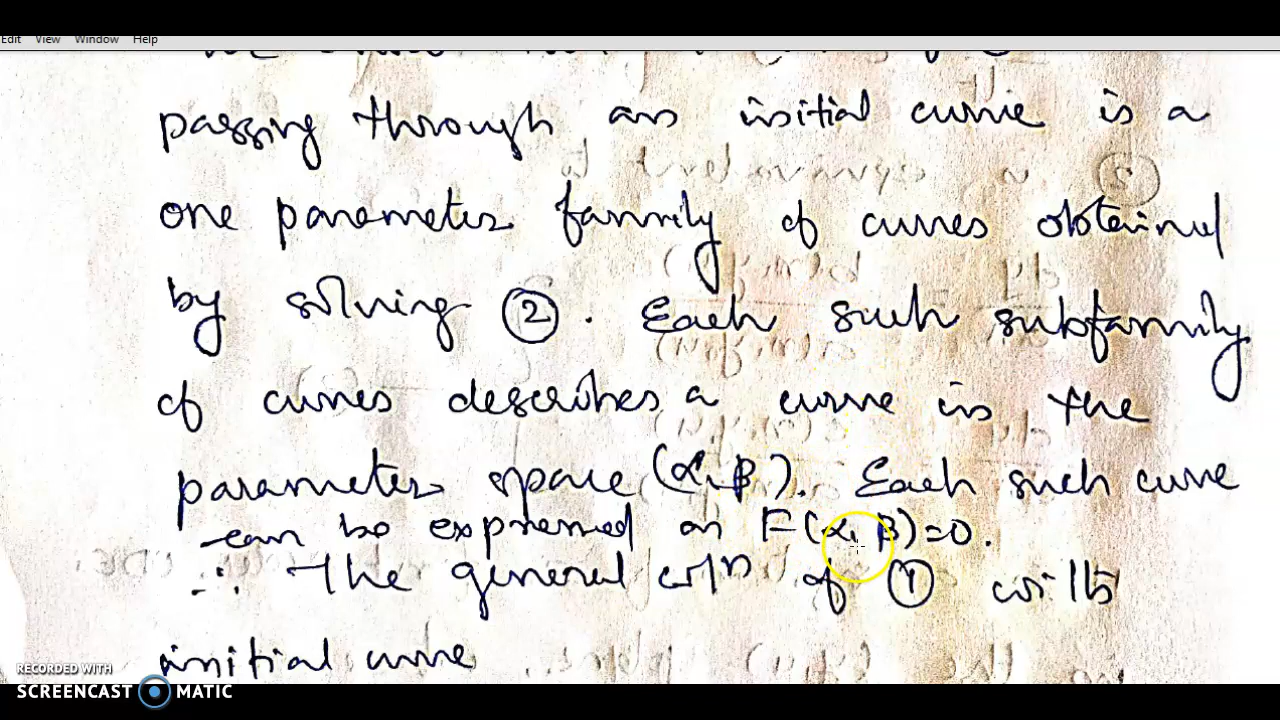 Edit View Window Help
passing through an initial curve is a
one parameter family of curves obtained
by solving ②. Each such subfamily
of curves describes a curve in the
parameter space (α, β). Each such curve
can be expressed as F(α, β)=0.
∴ The general sol^n of ① with
initial curve
RECORDED WITH
SCREENCAST MATIC